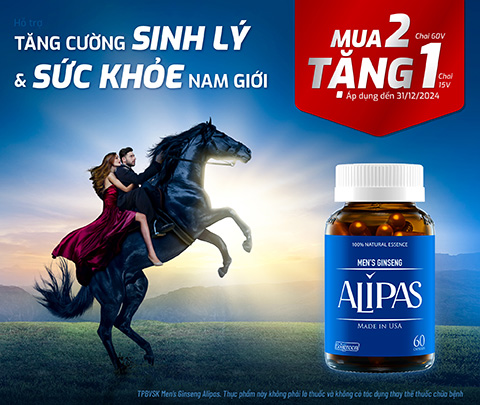 Hỗ trợ
TĂNG CƯỜNG SINH LÝ
& SỨC KHỎE NAM GIỚI
MUA 2 Chai 60V
TẶNG 1 Chai 15V
Áp dụng đến 31/12/2024
100% NATURAL ESSENCE
MEN'S GINSENG
ALIPAS
MADE IN USA
Ecogreen
60
TPBVSK Men's Ginseng Alipas. Thực phẩm này không phải là thuốc và không có tác dụng thay thế thuốc chữa bệnh